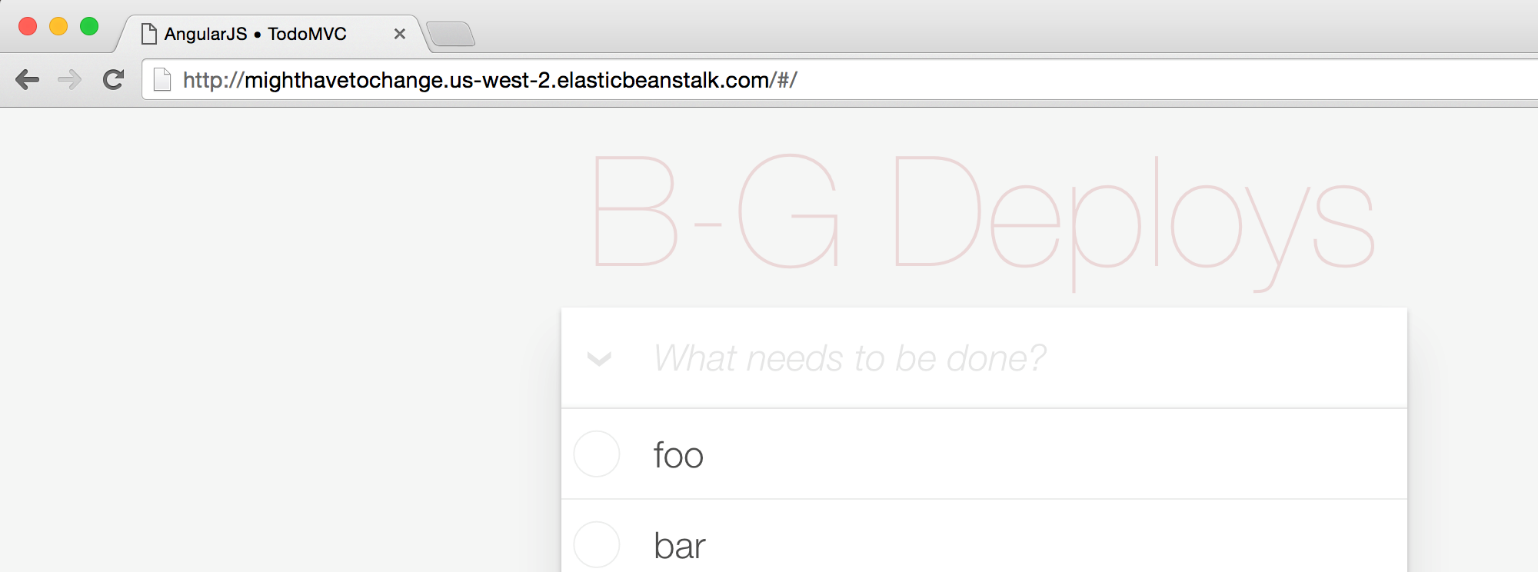 AngularJS • TodoMVC
http://mighthavetochange.us-west-2.elasticbeanstalk.com/#/
B-G Deploys
What needs to be done?
foo
bar